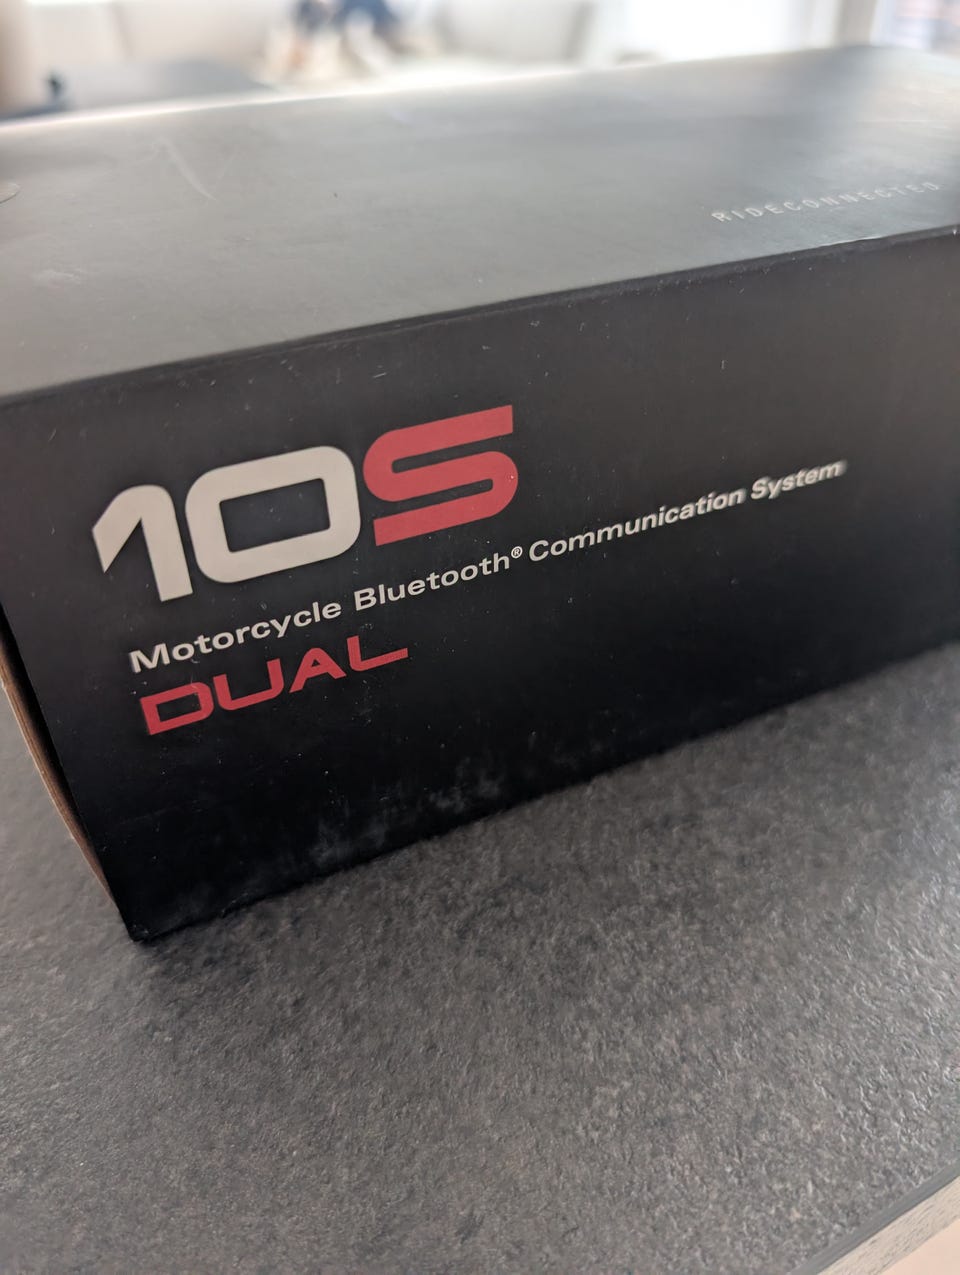 RIDECONNECTED
10S
Motorcycle Bluetooth® Communication System
DUAL